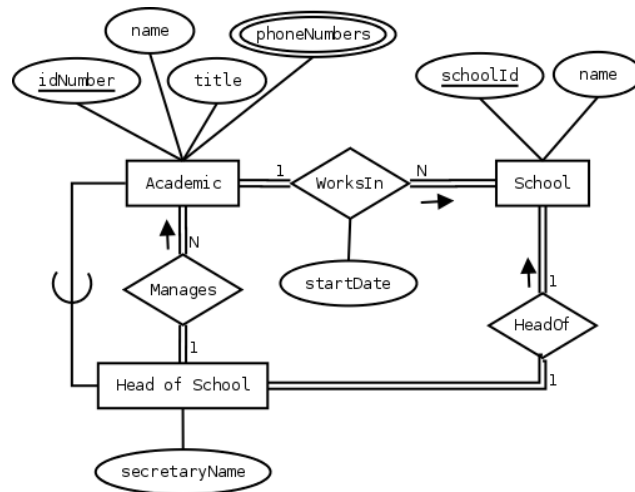 name
phoneNumbers
idNumber
title
schoolId
name
Academic
1
WorksIn
N
School
N
startDate
Manages
1
HeadOf
1
Head of School
1
secretaryName